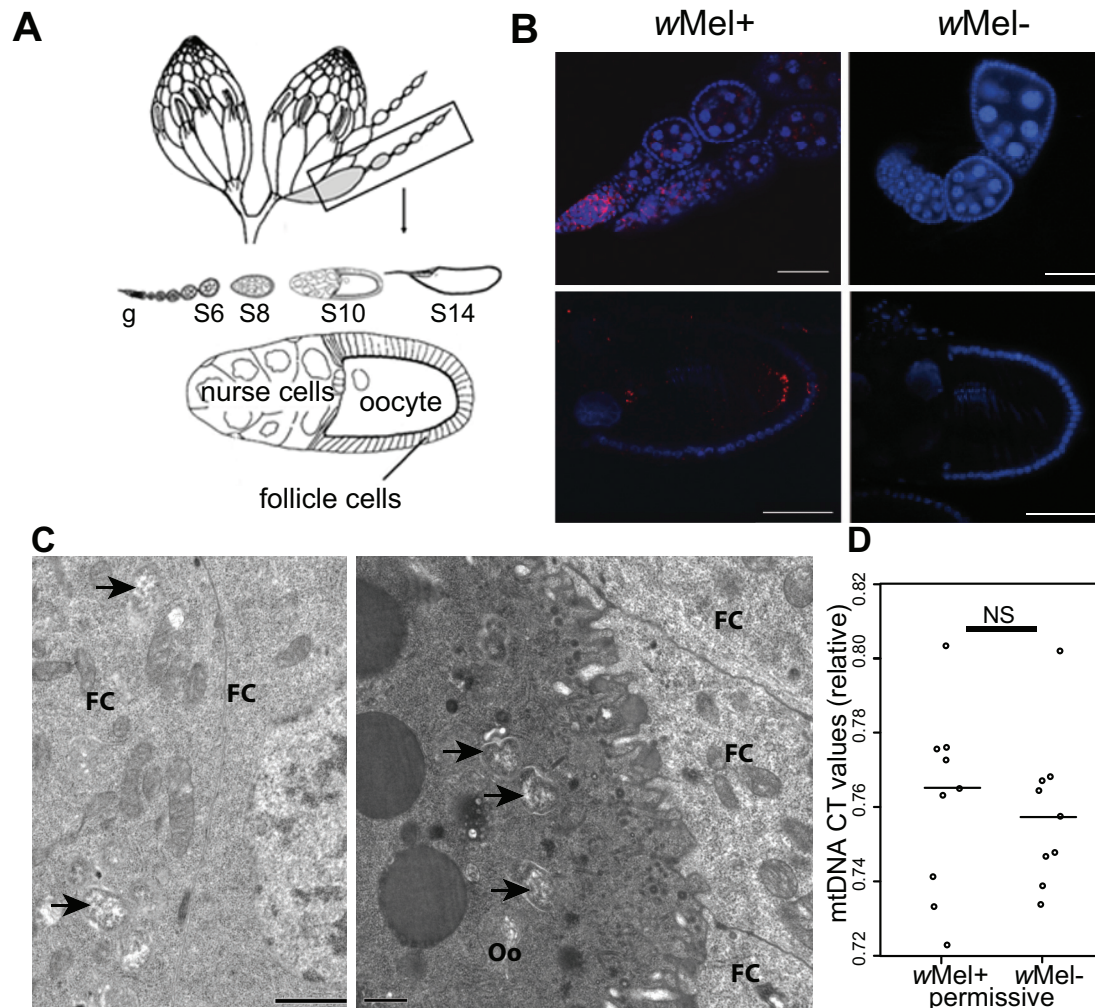 A
g S6 S8 S10 S14
nurse cells
oocyte
follicle cells
B
wMel+ wMel-
C
FC FC
FC
FC
Oo
FC
D
mtDNA CT values (relative)
0.82
0.80
0.78
0.76
0.74
0.72
NS
wMel+ wMel-
permissive